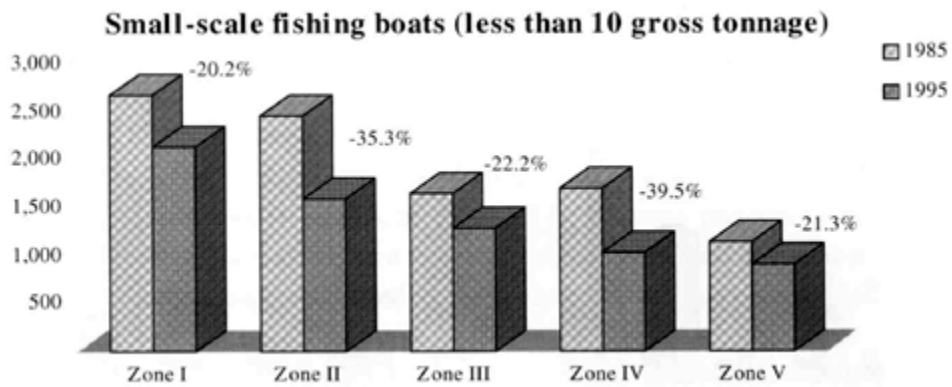 Small-scale fishing boats (less than 10 gross tonnage)
1985
1995
3,000
2,500
2,000
1,500
1,000
500
-20.2%
-35.3%
-22.2%
-39.5%
-21.3%
Zone I
Zone II
Zone III
Zone IV
Zone V